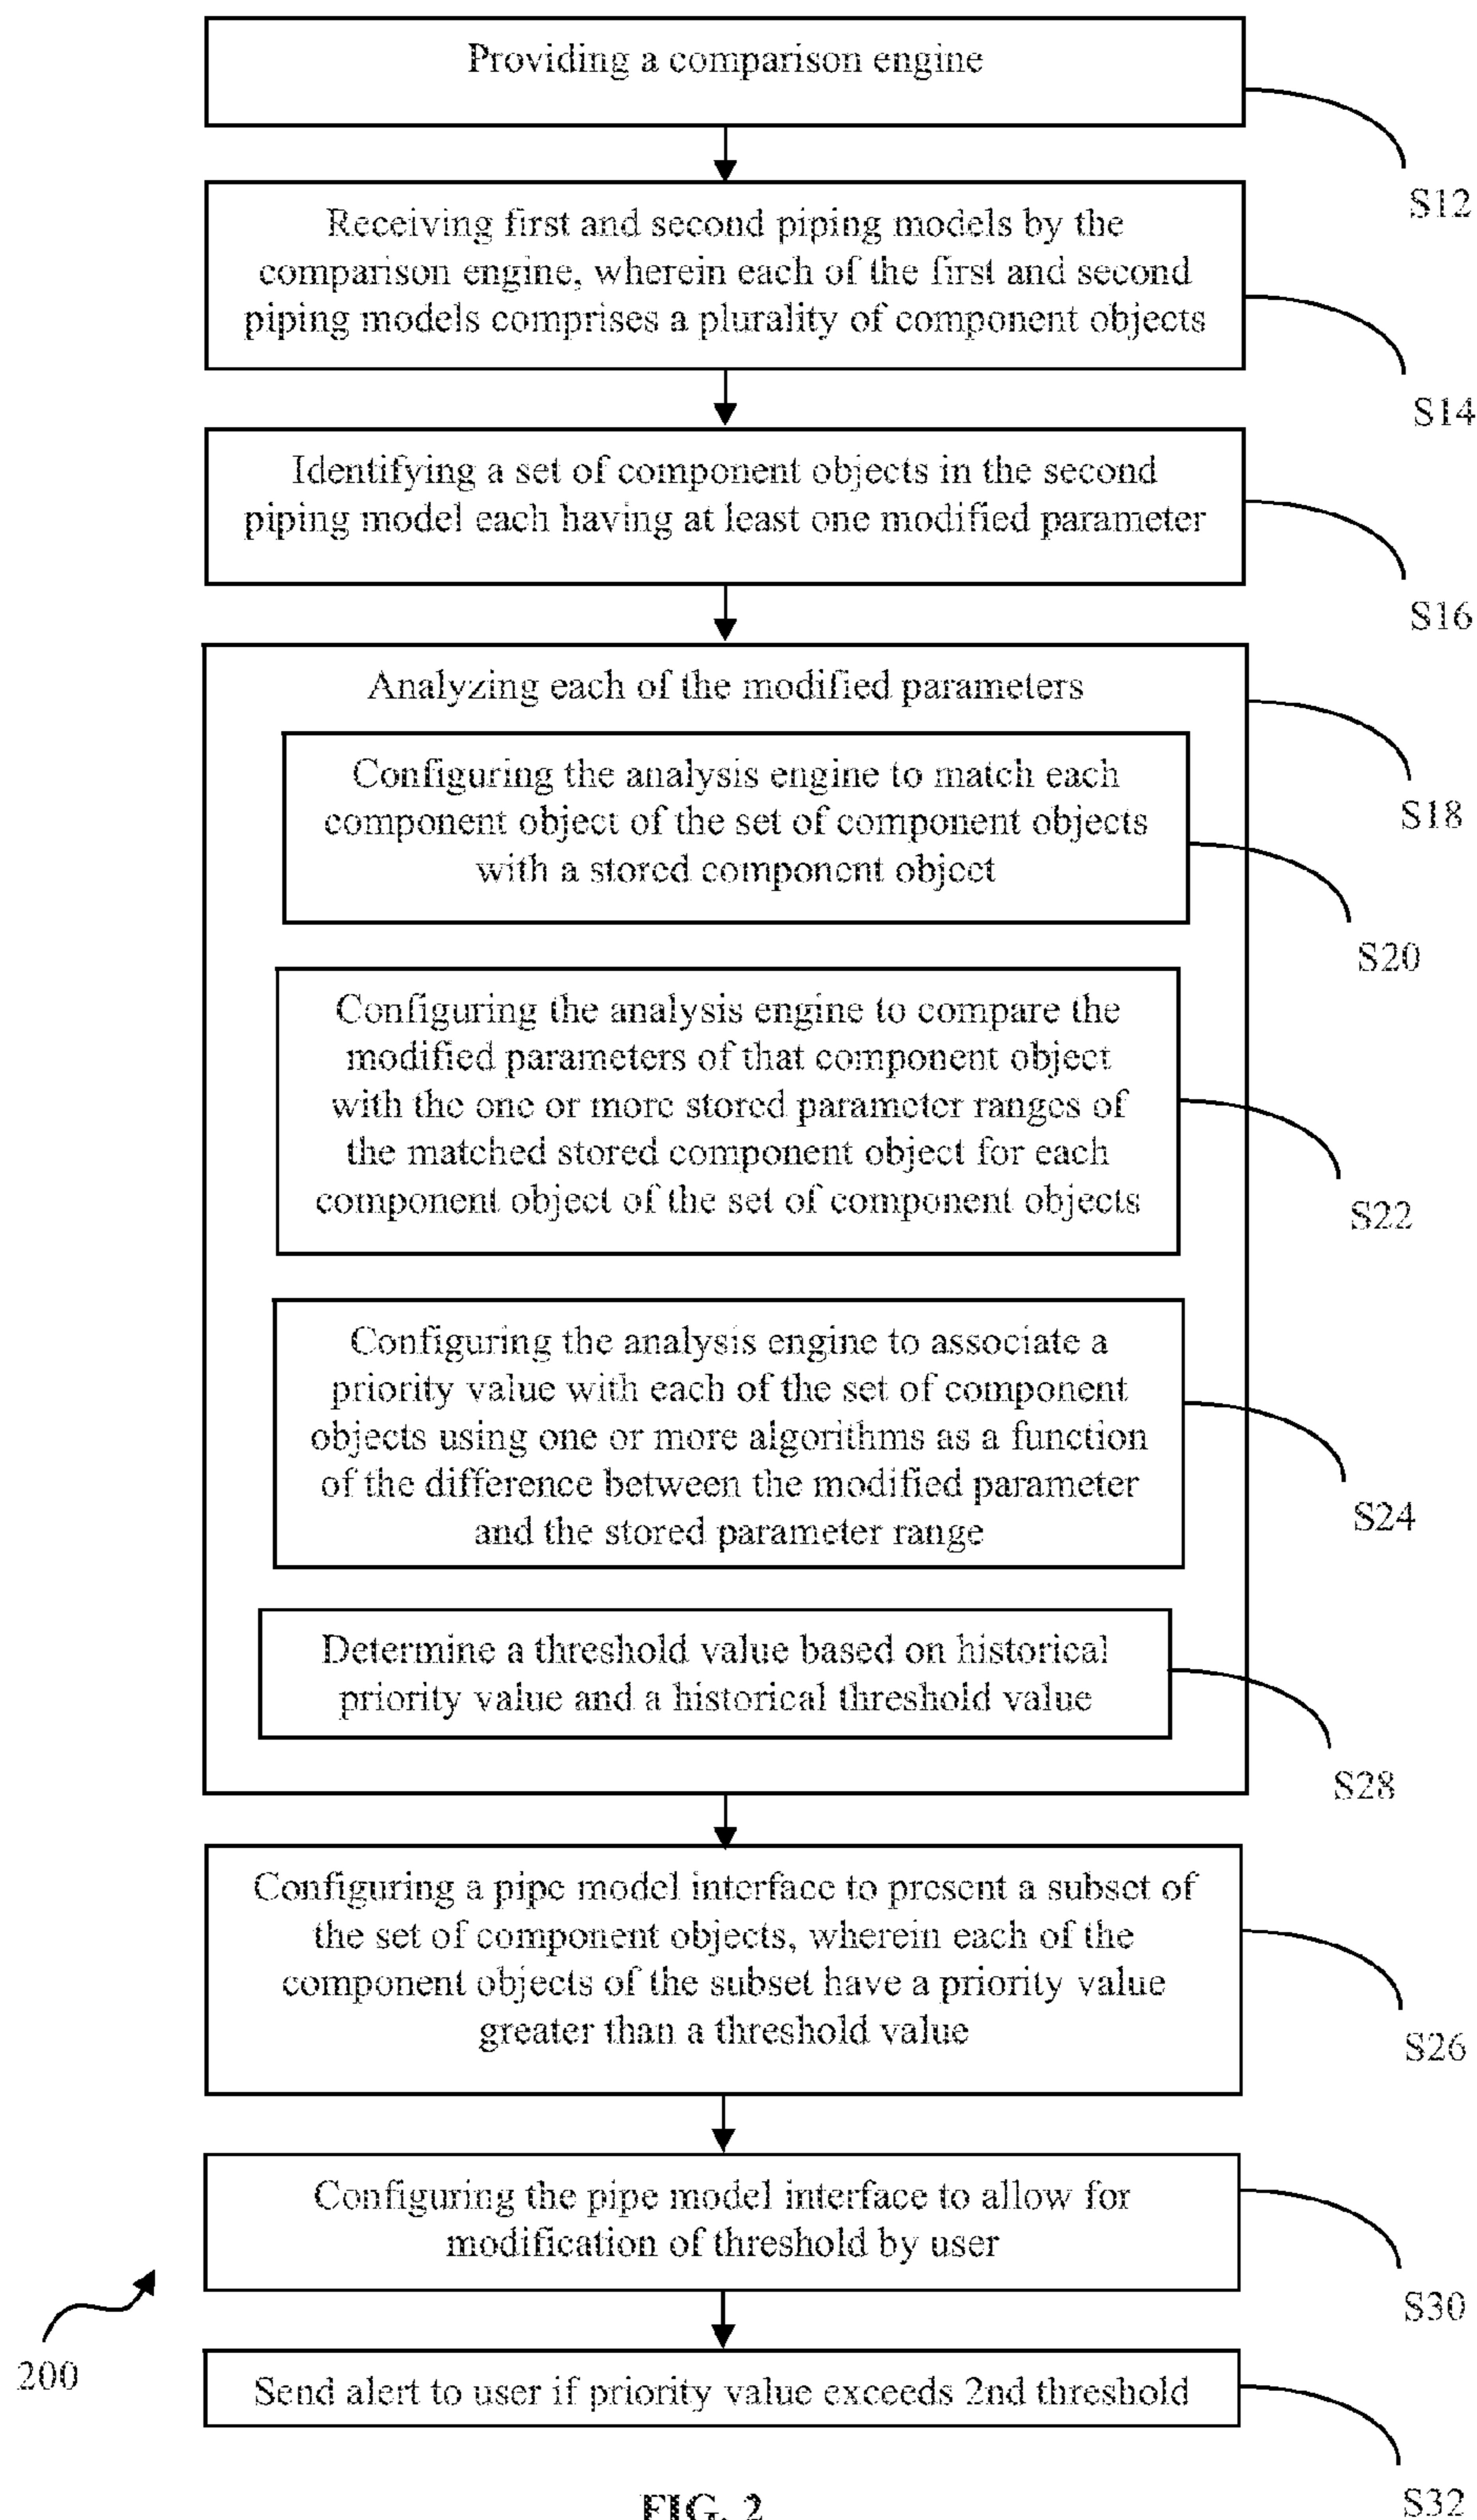 Providing a comparison engine
S12
Receiving first and second piping models by the
comparison engine, wherein each of the first and second
piping models comprises a plurality of component objects
S14
Identifying a set of component objects in the second
piping model each having at least one modified parameter
S16
Analyzing each of the modified parameters
S18
Configuring the analysis engine to match each
component object of the set of component objects
with a stored component object
S20
Configuring the analysis engine to compare the
modified parameters of that component object
with the one or more stored parameter ranges of
the matched stored component object for each
component object of the set of component objects
S22
Configuring the analysis engine to associate a
priority value with each of the set of component
objects using one or more algorithms as a function
of the difference between the modified parameter
and the stored parameter range
S24
Determine a threshold value based on historical
priority value and a historical threshold value
S28
Configuring a pipe model interface to present a subset of
the set of component objects, wherein each of the
component objects of the subset have a priority value
greater than a threshold value
S26
Configuring the pipe model interface to allow for
modification of threshold by user
S30
200
Send alert to user if priority value exceeds 2nd threshold
S32
FIG. 2